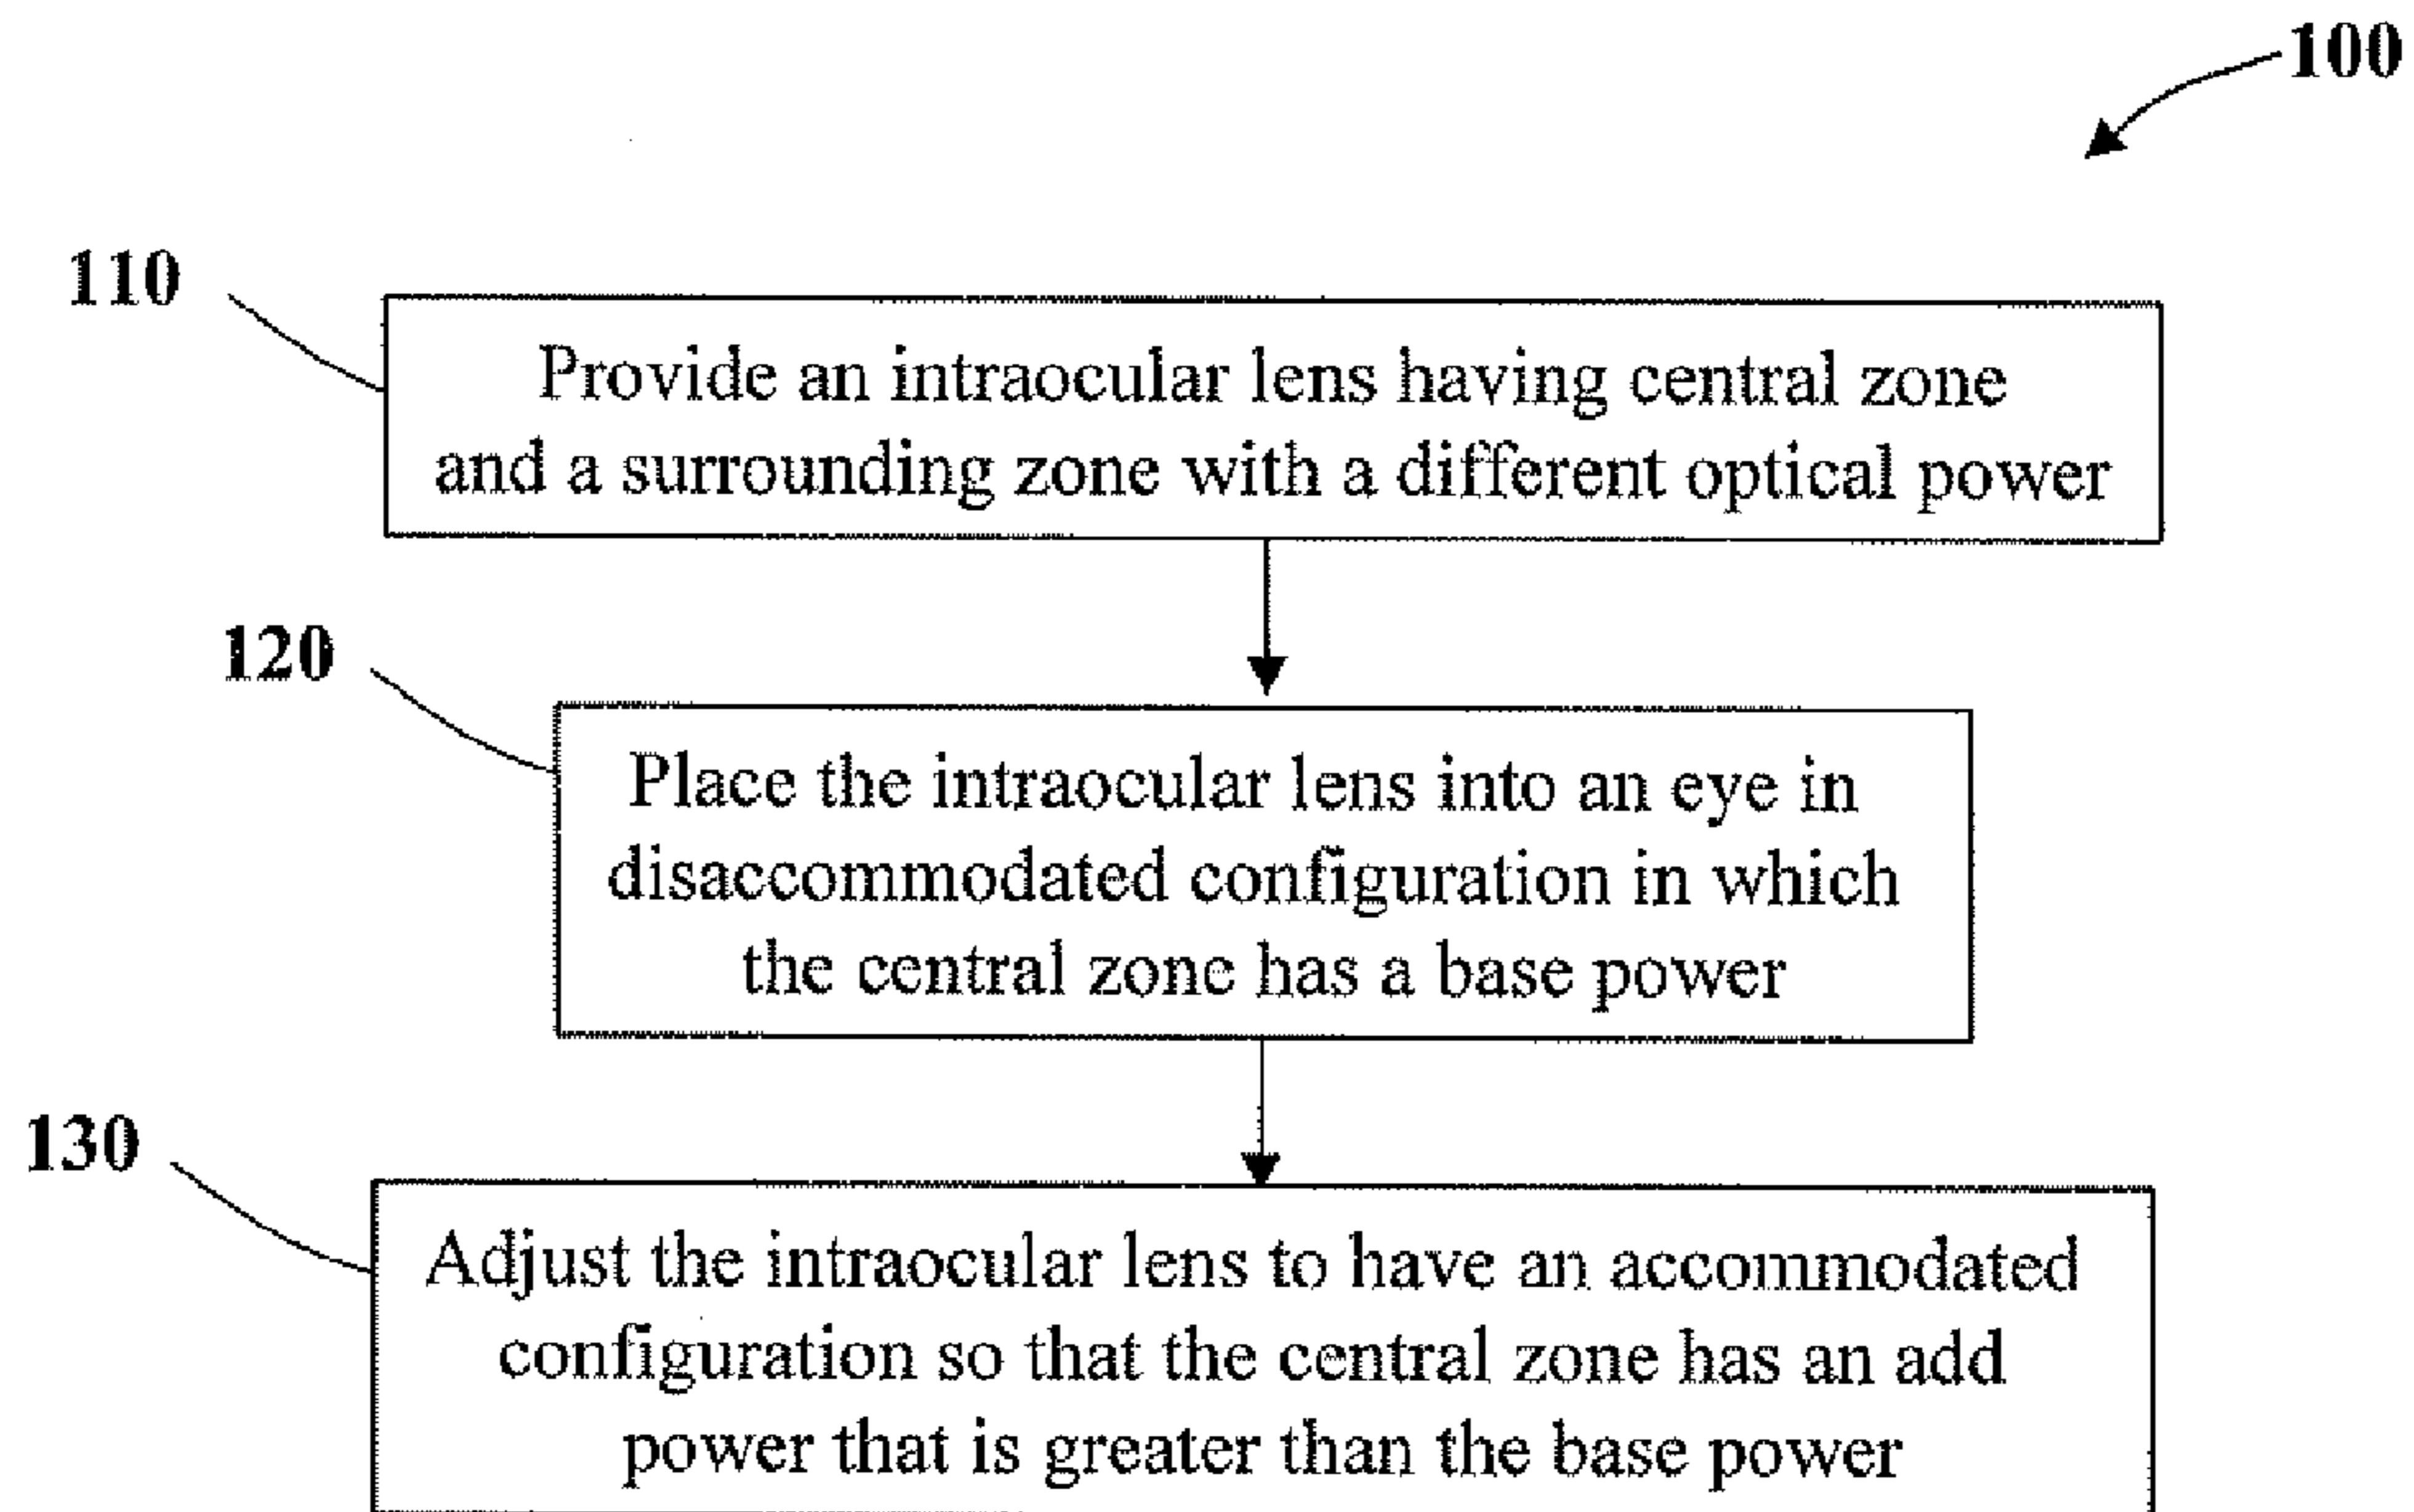 100
110
Provide an intraocular lens having central zone
and a surrounding zone with a different optical power
120
Place the intraocular lens into an eye in
disaccommodated configuration in which
the central zone has a base power
130
Adjust the intraocular lens to have an accommodated
configuration so that the central zone has an add
power that is greater than the base power